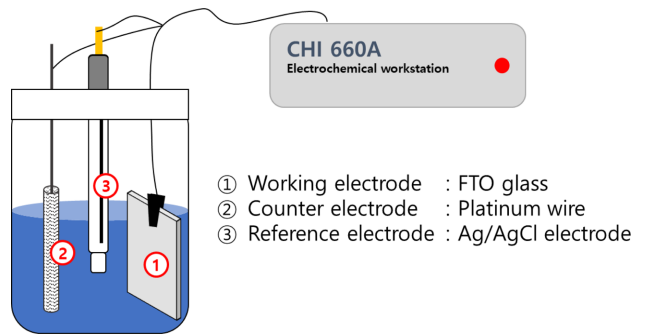 CHI 660A
Electrochemical workstation
③
① Working electrode : FTO glass
② Counter electrode : Platinum wire
③ Reference electrode : Ag/AgCl electrode
②
①